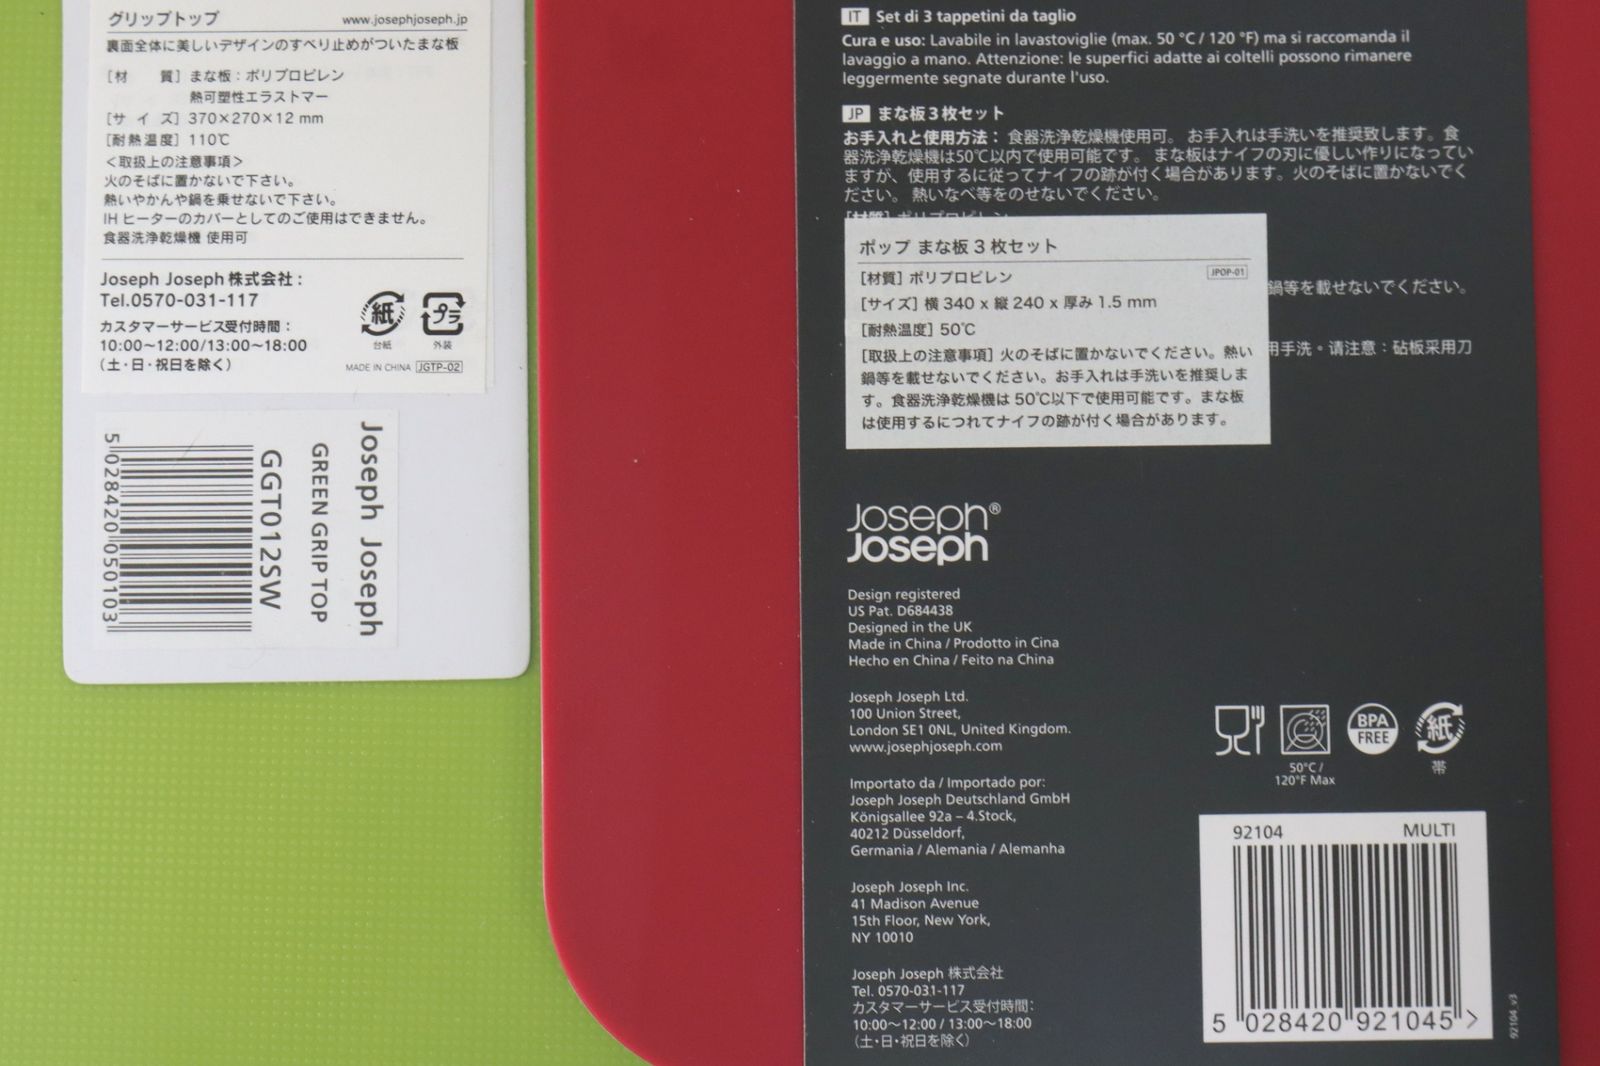 グリップトップ www.josephjoseph.jp
裏面全体に美しいデザインのすべり止めがついたまな板
[材　質] まな板：ポリプロピレン
熱可塑性エラストマー
[サ イ ズ] 370×270×12 mm
[耐熱温度] 110℃
＜取扱上の注意事項＞
火のそばに置かないで下さい。
熱いやかんや鍋を乗せないで下さい。
IH ヒーターのカバーとしてのご使用はできません。
食器洗浄乾燥機 使用可
Joseph Joseph 株式会社：
Tel.0570-031-117
カスタマーサービス受付時間：
10:00～12:00/13:00～18:00
（土・日・祝日を除く）
紙
台紙
プラ
外装
MADE IN CHINA JGTP-02
Joseph Joseph
GREEN GRIP TOP
GGT012SW
5 028420 050103
IT Set di 3 tappetini da taglio
Cura e uso: Lavabile in lavastoviglie (max. 50 °C / 120 °F) ma si raccomanda il
lavaggio a mano. Attenzione: le superfici adatte ai coltelli possono rimanere
leggermente segnate durante l'uso.
JP まな板3枚セット
お手入れと使用方法： 食器洗浄乾燥機使用可。 お手入れは手洗いを推奨致します。食
器洗浄乾燥機は50℃以内で使用可能です。 まな板はナイフの刃に優しい作りになってい
ますが、使用するに従ってナイフの跡が付く場合があります。火のそばに置かないでく
ださい。 熱いなべ等をのせないでください。
[材質] ポリプロピレン
ポップ まな板 3 枚セット
[材質] ポリプロピレン JPOP-01
[サイズ] 横 340 x 縦 240 x 厚み 1.5 mm
[耐熱温度] 50℃
[取扱上の注意事項] 火のそばに置かないでください。熱い
鍋等を載せないでください。お手入れは手洗いを推奨しま
す。食器洗浄乾燥機は 50℃以下で使用可能です。まな板
は使用するにつれてナイフの跡が付く場合があります。
鍋等を載せないでください。
用手洗。请注意：砧板采用刀
Joseph®
Joseph
Design registered
US Pat. D684438
Designed in the UK
Made in China / Prodotto in Cina
Hecho en China / Feito na China
Joseph Joseph Ltd.
100 Union Street,
London SE1 0NL, United Kingdom.
www.josephjoseph.com
Importato da / Importado por:
Joseph Joseph Deutschland GmbH
Königsallee 92a – 4.Stock,
40212 Düsseldorf,
Germania / Alemania / Alemanha
Joseph Joseph Inc.
41 Madison Avenue
15th Floor, New York,
NY 10010
Joseph Joseph 株式会社
Tel. 0570-031-117
カスタマーサービス受付時間:
10:00～12:00 / 13:00～18:00
（土・日・祝日を除く）
50°C /
120°F Max
BPA
FREE
紙
帯
92104 MULTI
5 028420 921045 >
92104_v3